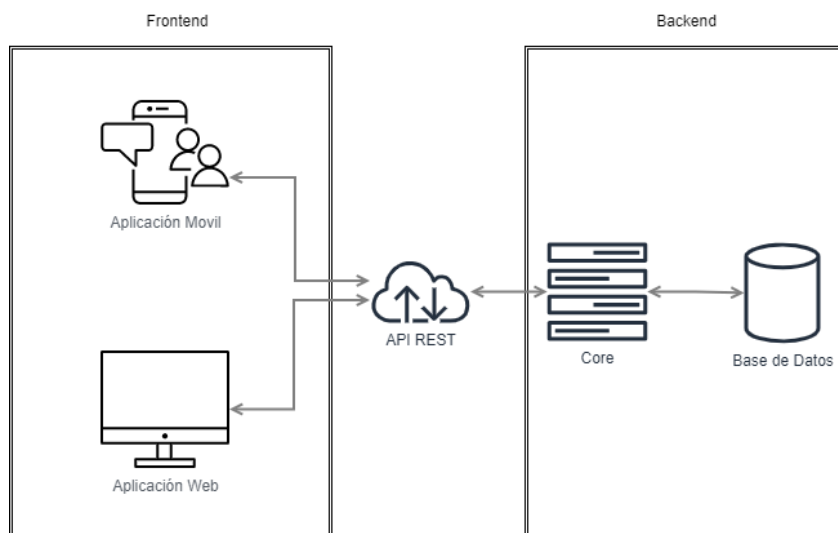 Frontend
Backend
Aplicación Movil
API REST
Core
Base de Datos
Aplicación Web